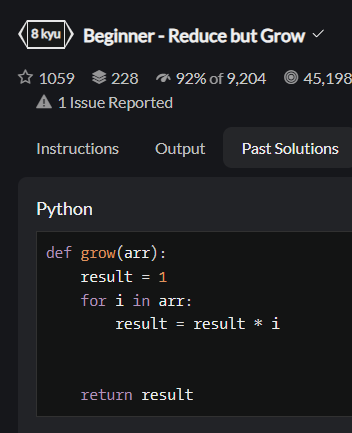 8 kyu Beginner - Reduce but Grow
1059 228 92% of 9,204 45,198
1 Issue Reported
Instructions Output Past Solutions
Python
def grow(arr):
    result = 1
    for i in arr:
        result = result * i
    return result